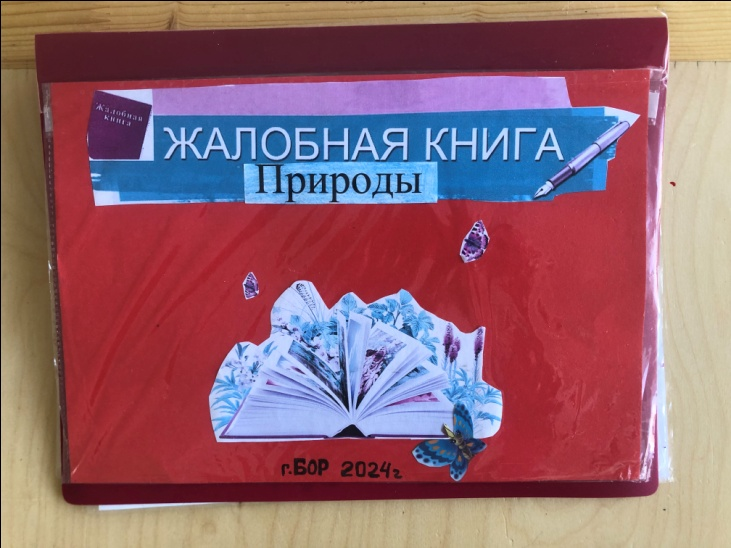 Жалобная
книга
ЖАЛОБНАЯ КНИГА
Природы
г.БОР 2024г